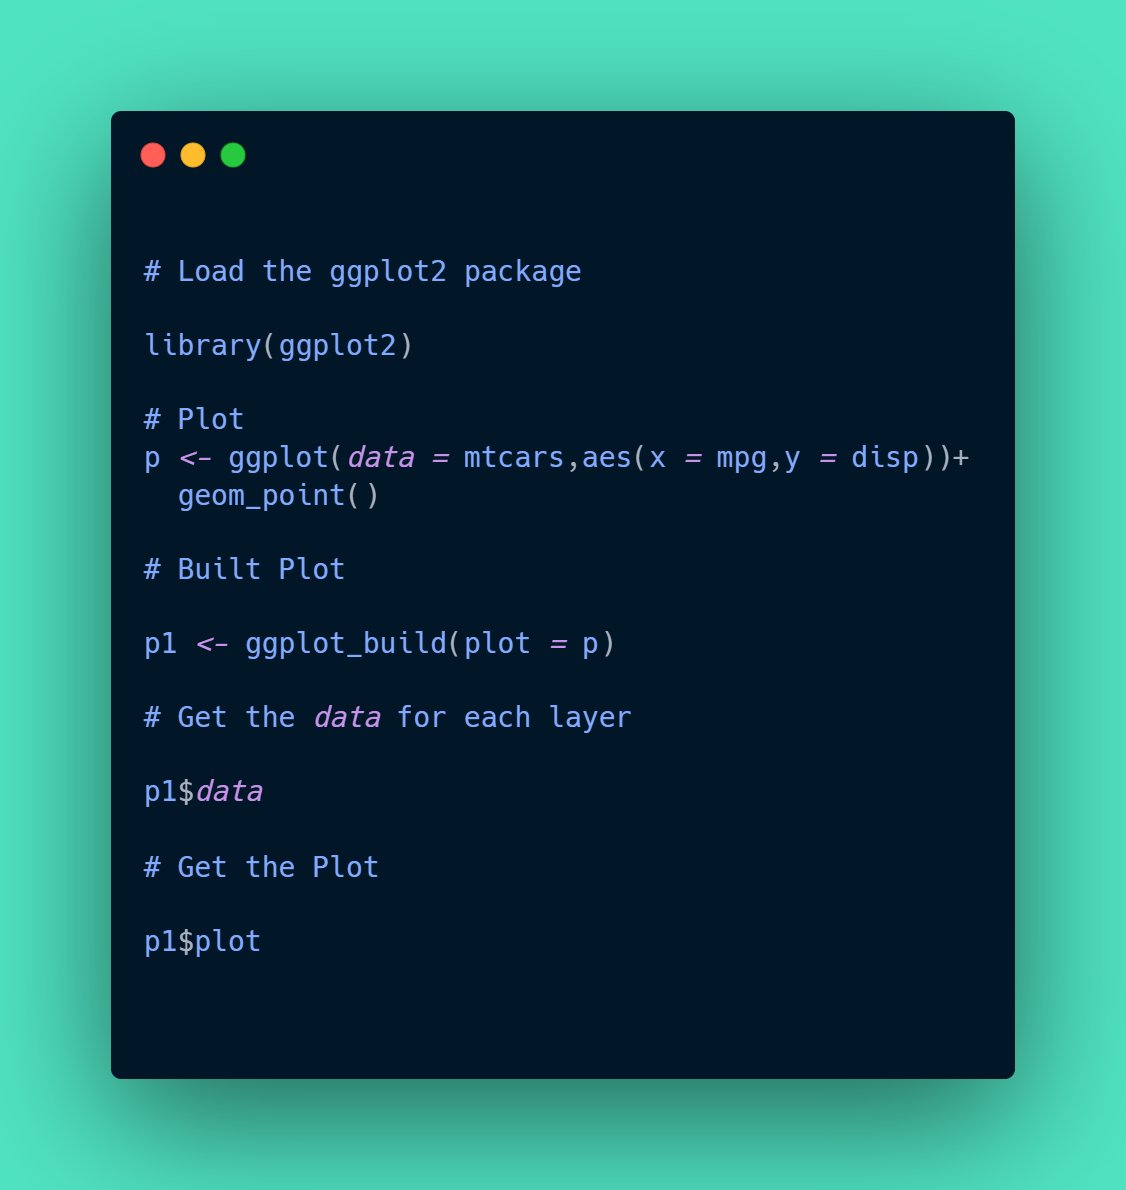 # Load the ggplot2 package
library(ggplot2)
# Plot
p <- ggplot(data = mtcars,aes(x = mpg,y = disp))+
  geom_point()
# Built Plot
p1 <- ggplot_build(plot = p)
# Get the data for each layer
p1$data
# Get the Plot
p1$plot